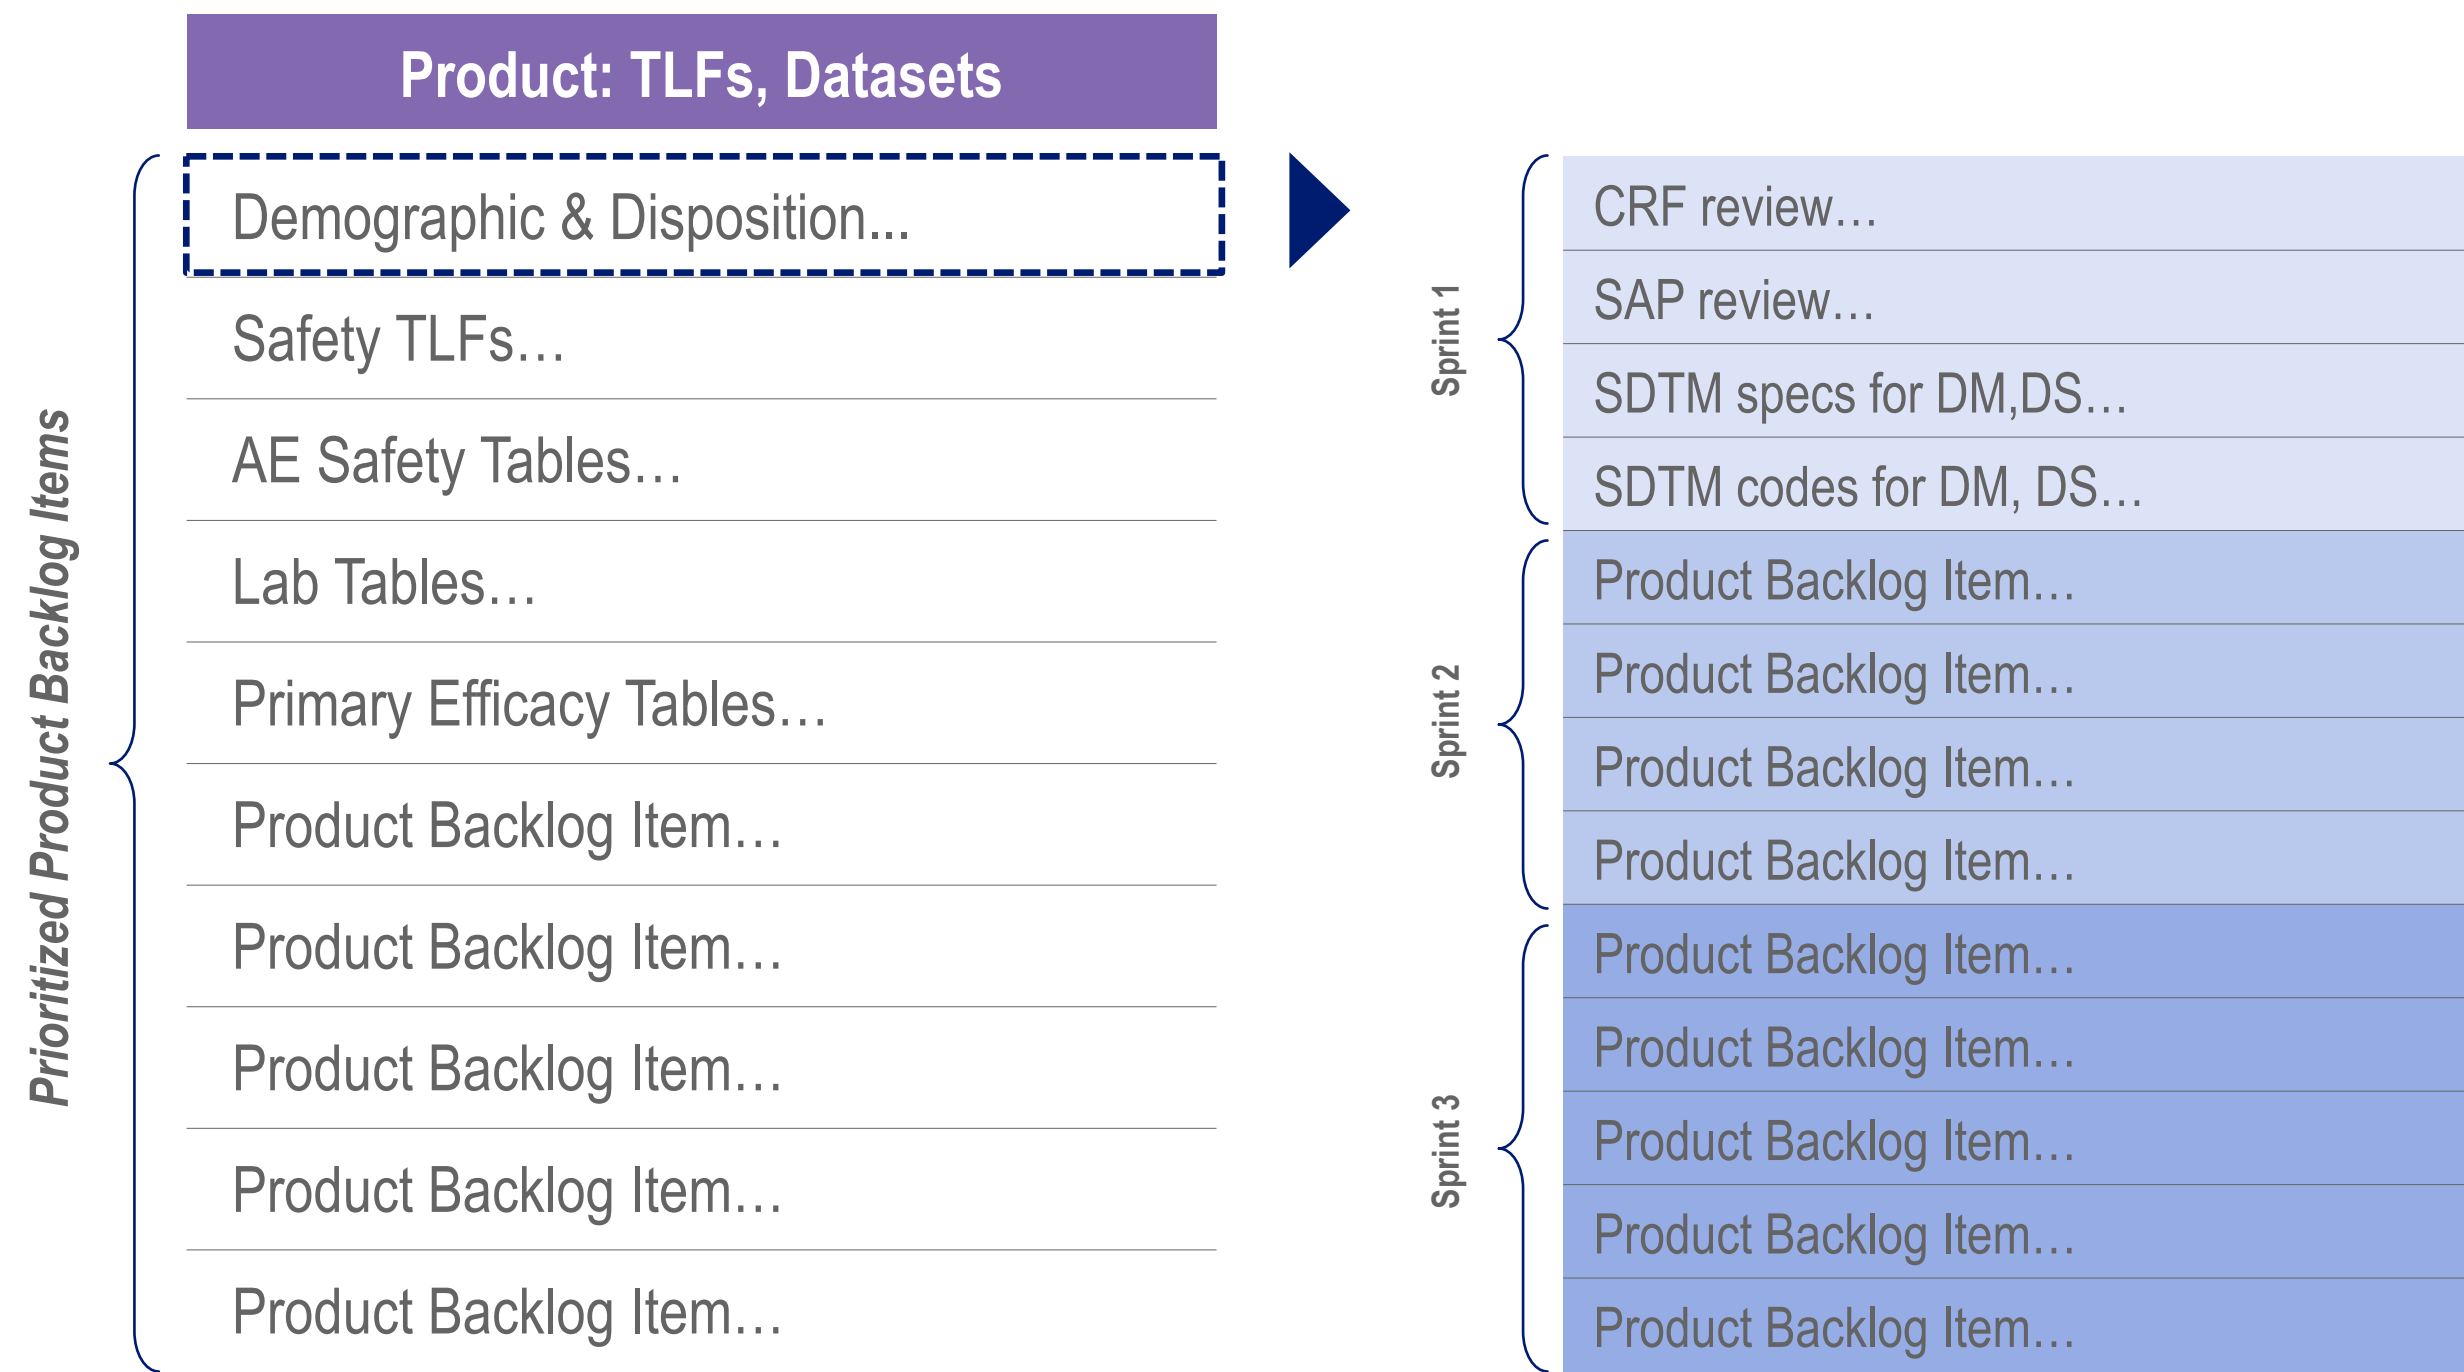 Product: TLFs, Datasets
Prioritized Product Backlog Items
Demographic & Disposition...
Safety TLFs…
AE Safety Tables…
Lab Tables…
Primary Efficacy Tables…
Product Backlog Item…
Product Backlog Item…
Product Backlog Item…
Product Backlog Item…
Product Backlog Item…
Sprint 1
CRF review…
SAP review…
SDTM specs for DM,DS…
SDTM codes for DM, DS…
Sprint 2
Product Backlog Item…
Product Backlog Item…
Product Backlog Item…
Product Backlog Item…
Sprint 3
Product Backlog Item…
Product Backlog Item…
Product Backlog Item…
Product Backlog Item…
Product Backlog Item…